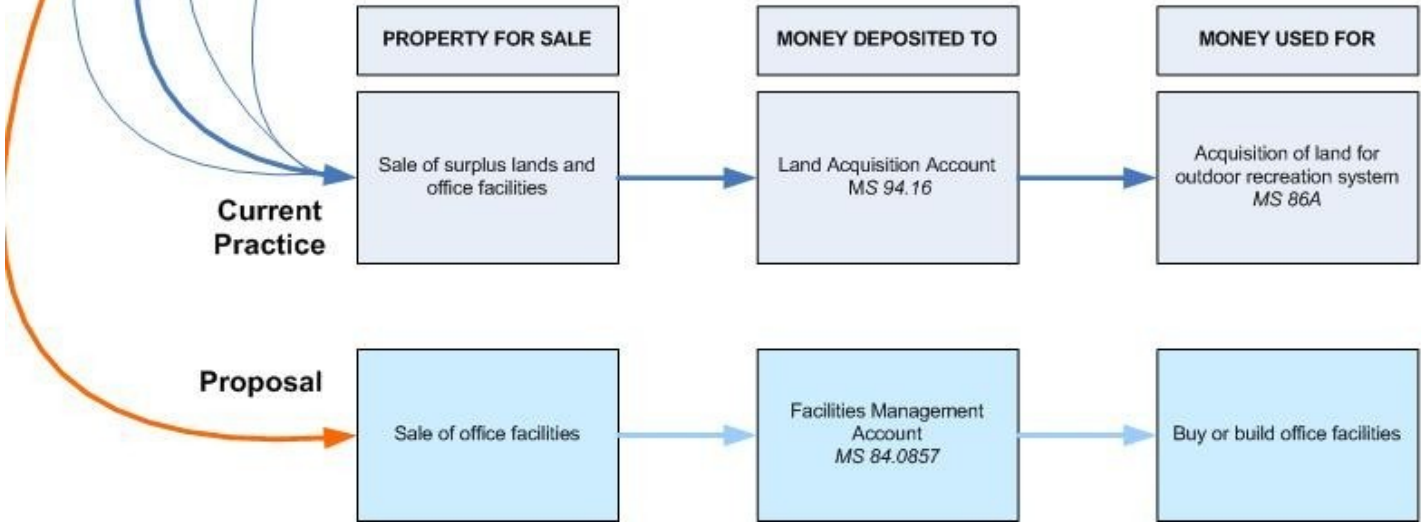 PROPERTY FOR SALE
MONEY DEPOSITED TO
MONEY USED FOR
Current
Practice
Sale of surplus lands and
office facilities
Land Acquisition Account
MS 94.16
Acquisition of land for
outdoor recreation system
MS 86A
Proposal
Sale of office facilities
Facilities Management
Account
MS 84.0857
Buy or build office facilities